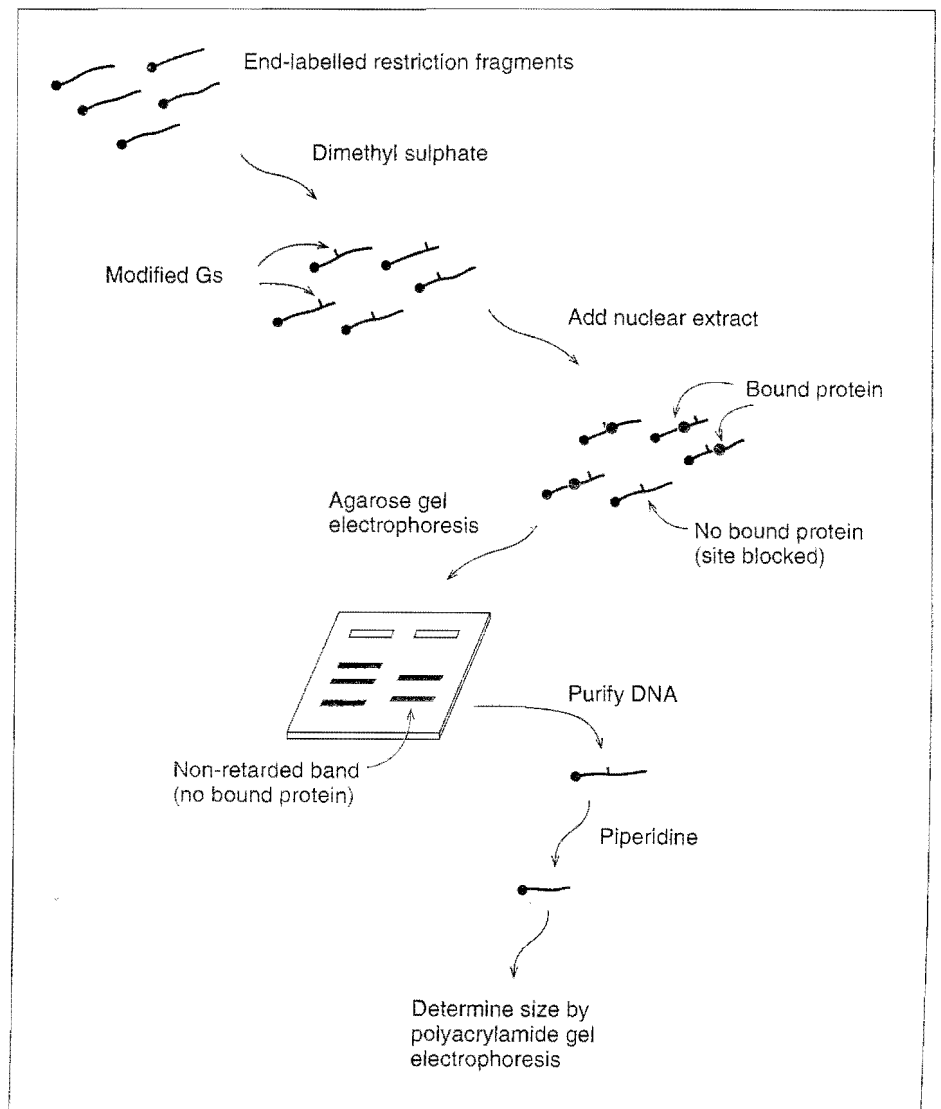 End-labelled restriction fragments
Dimethyl sulphate
Modified Gs
Add nuclear extract
Bound protein
Agarose gel
electrophoresis
No bound protein
(site blocked)
Purify DNA
Non-retarded band
(no bound protein)
Piperidine
Determine size by
polyacrylamide gel
electrophoresis